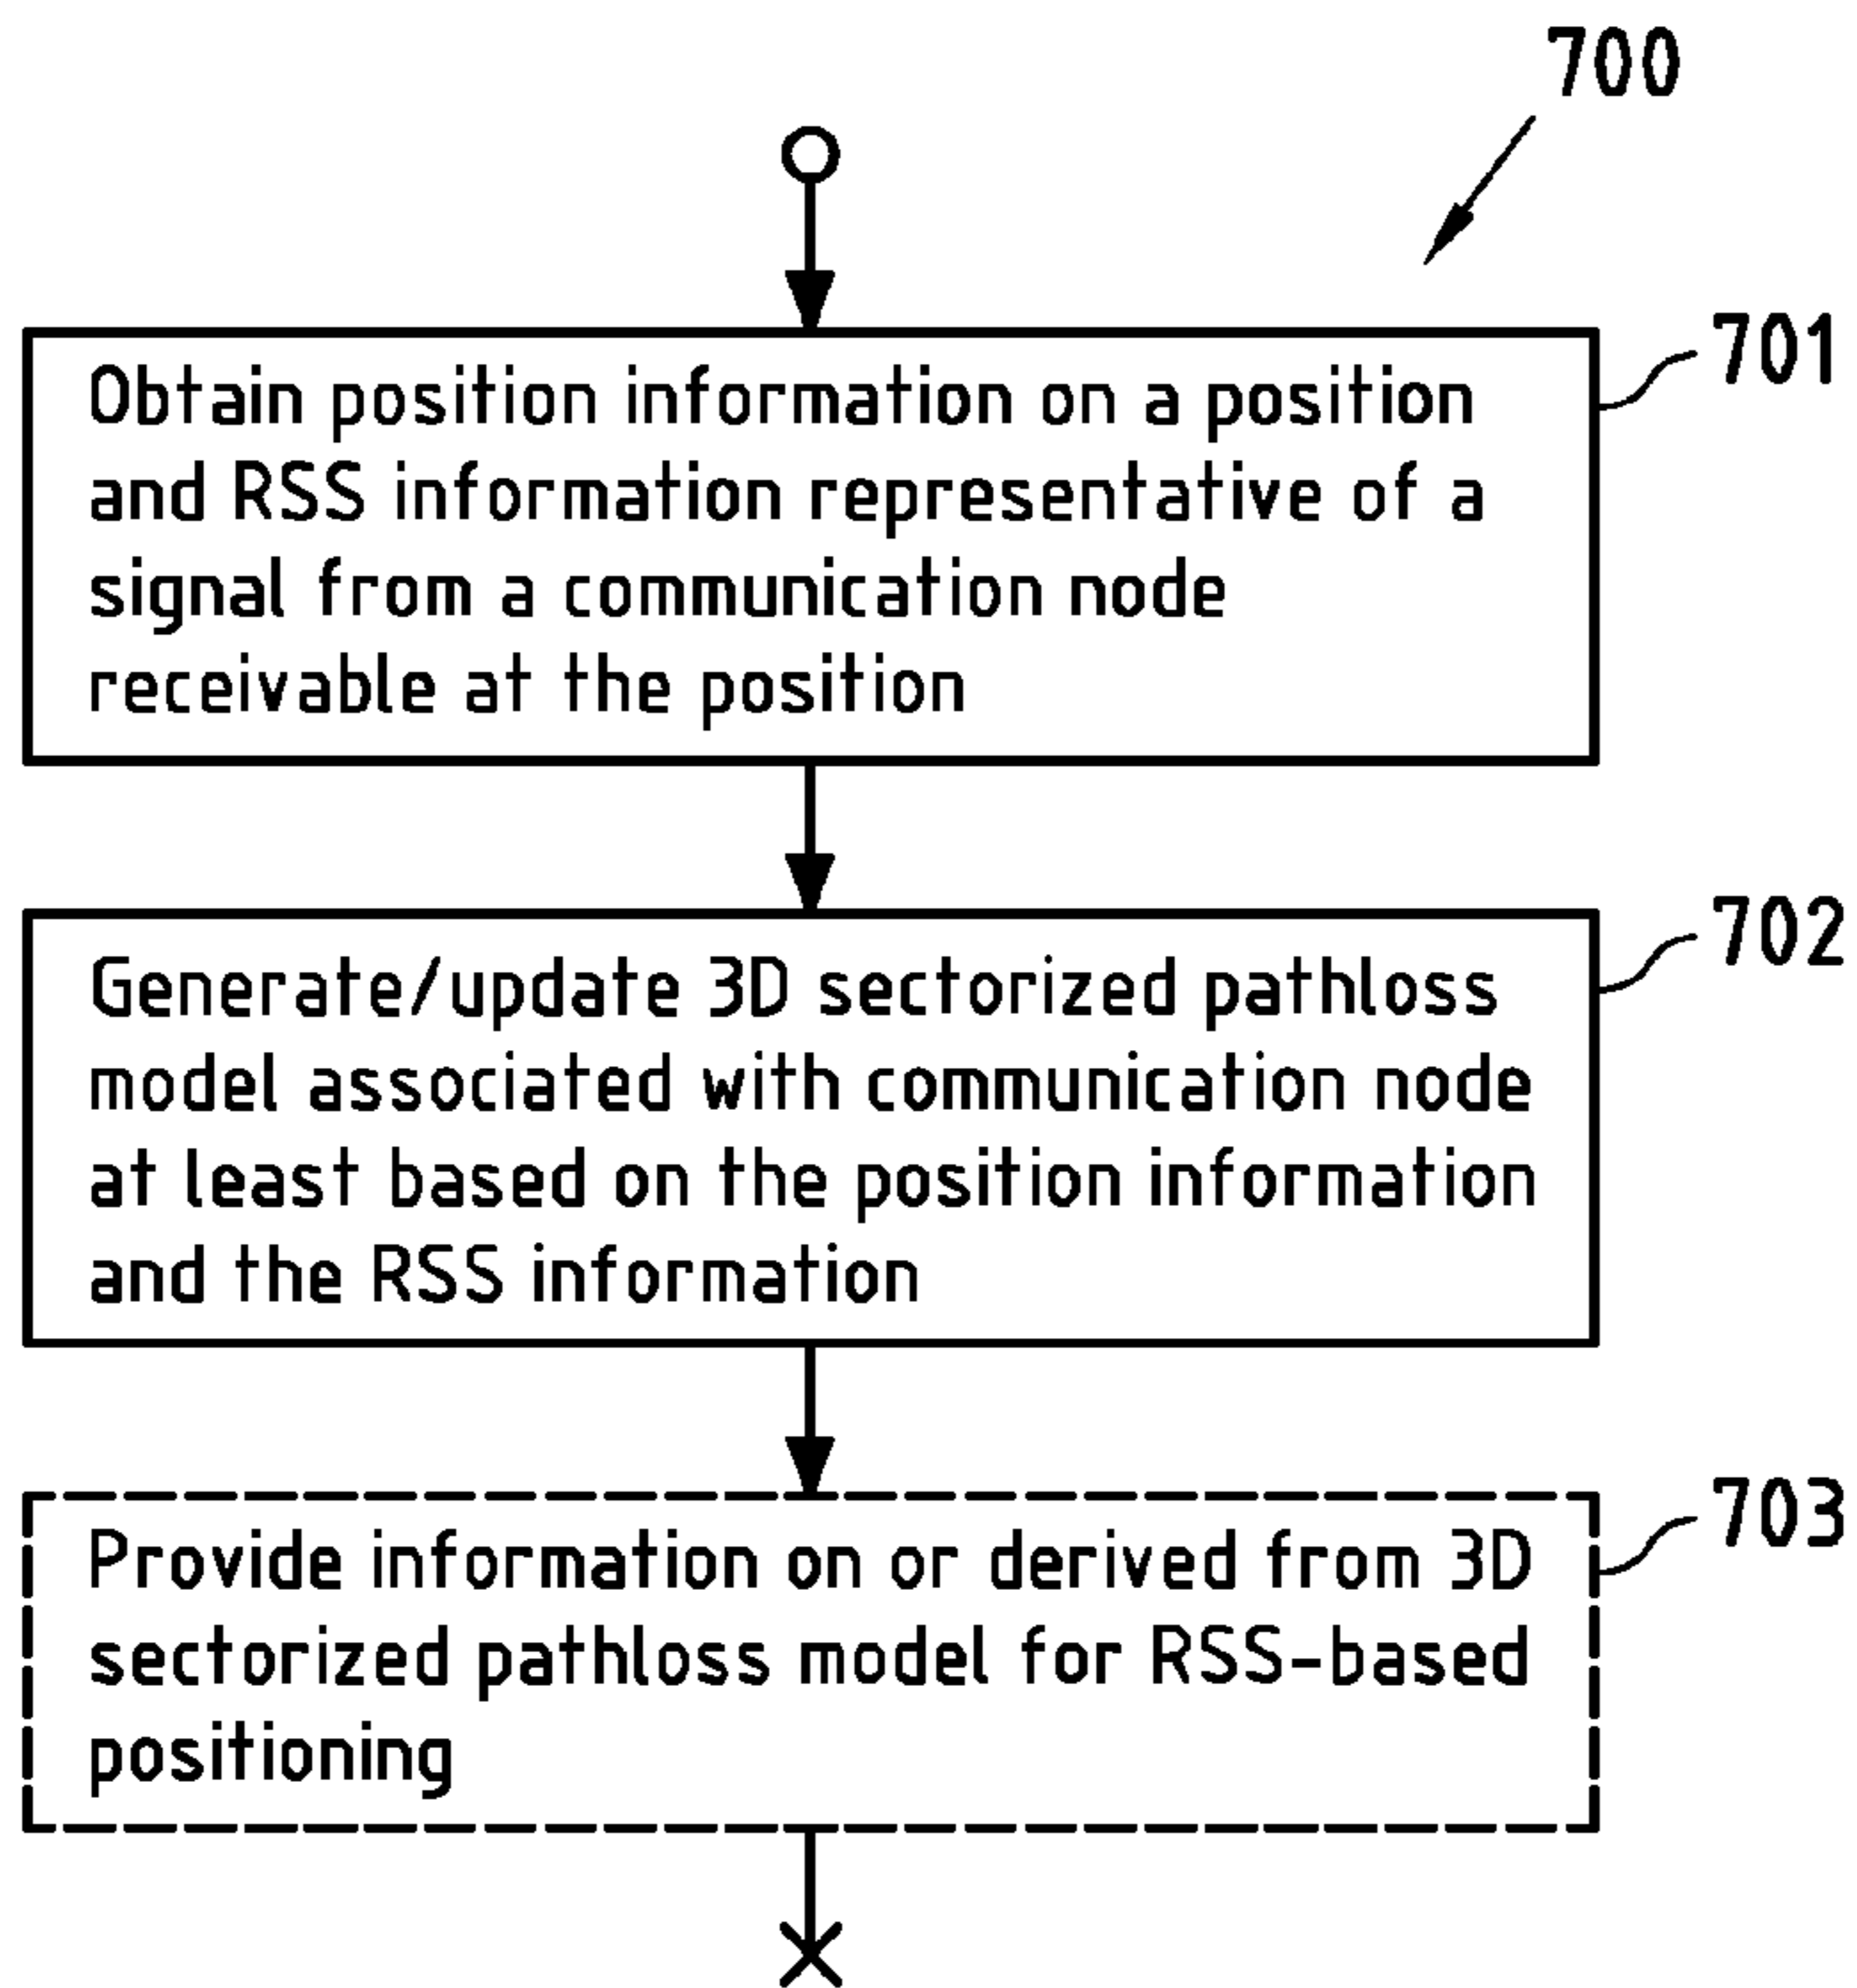 700
701
Obtain position information on a position
and RSS information representative of a
signal from a communication node
receivable at the position
702
Generate/update 3D sectorized pathloss
model associated with communication node
at least based on the position information
and the RSS information
703
Provide information on or derived from 3D
sectorized pathloss model for RSS-based
positioning